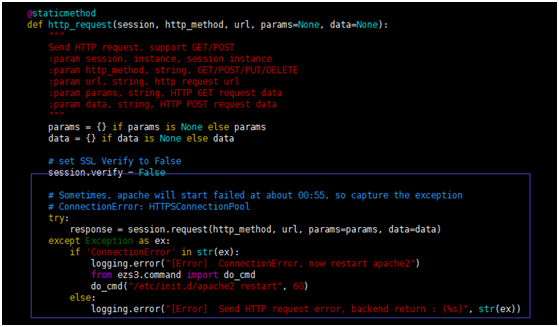 @staticmethod
def http_request(session, http_method, url, params=None, data=None):
"""
Send HTTP request, support GET/POST
:param session, instance, session instance
:param http_method, string. GET/POST/PUT/DELETE
:param url, string, http request url
:param params, string, HTTP GET request data
:param data, string, HTTP POST request data
"""
params = {} if params is None else params
data = {} if data is None else data
# set SSL Verify to False
session.verify = False
# Sometimes, apache will start failed at about 00:55, so capture the exception
# ConnectionError: HTTPSConnectionPool
try:
response = session.request(http_method, url, params=params, data=data)
except Exception as ex:
if 'ConnectionError' in str(ex):
logging.error("[Error]  ConnectionError, now restart apache2")
from ezs3.command import do_cmd
do_cmd("/etc/init.d/apache2 restart", 60)
else:
logging.error("[Error]  Send HTTP request error, backend return : (%s)", str(ex))